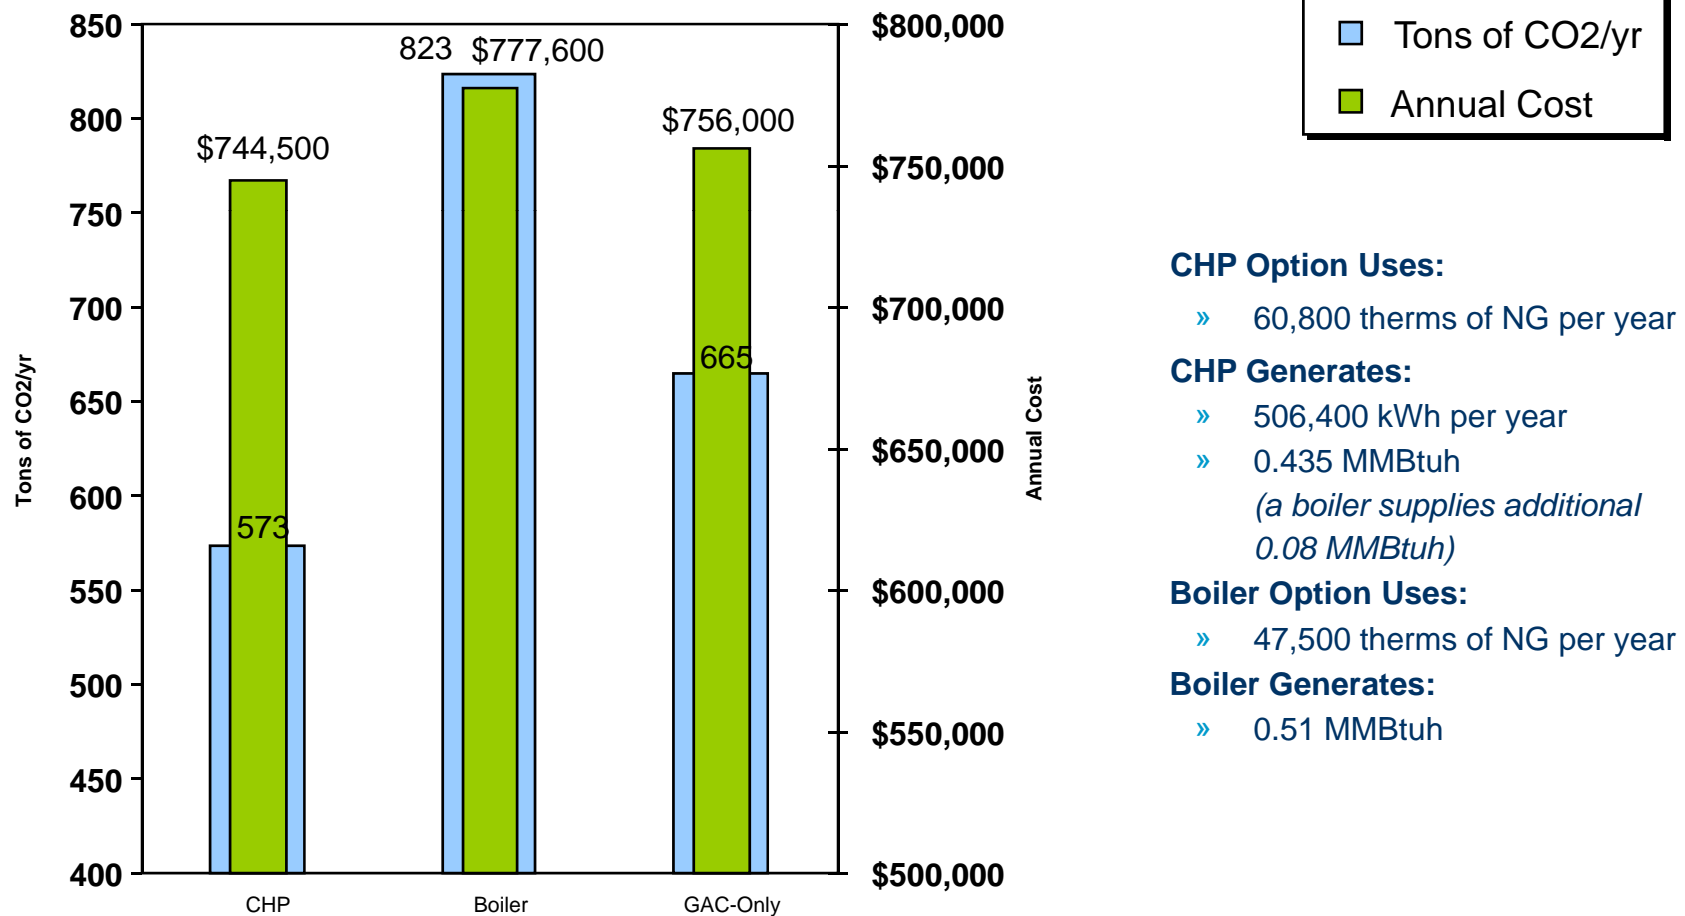 850
800
750
700
650
600
550
500
450
400
Tons of CO2/yr
823 $777,600
$744,500
$756,000
665
573
CHP
Boiler
GAC-Only
$800,000
$750,000
$700,000
$650,000
$600,000
$550,000
$500,000
Annual Cost
Tons of CO2/yr
Annual Cost
CHP Option Uses:
» 60,800 therms of NG per year
CHP Generates:
» 506,400 kWh per year
» 0.435 MMBtuh
(a boiler supplies additional
0.08 MMBtuh)
Boiler Option Uses:
» 47,500 therms of NG per year
Boiler Generates:
» 0.51 MMBtuh